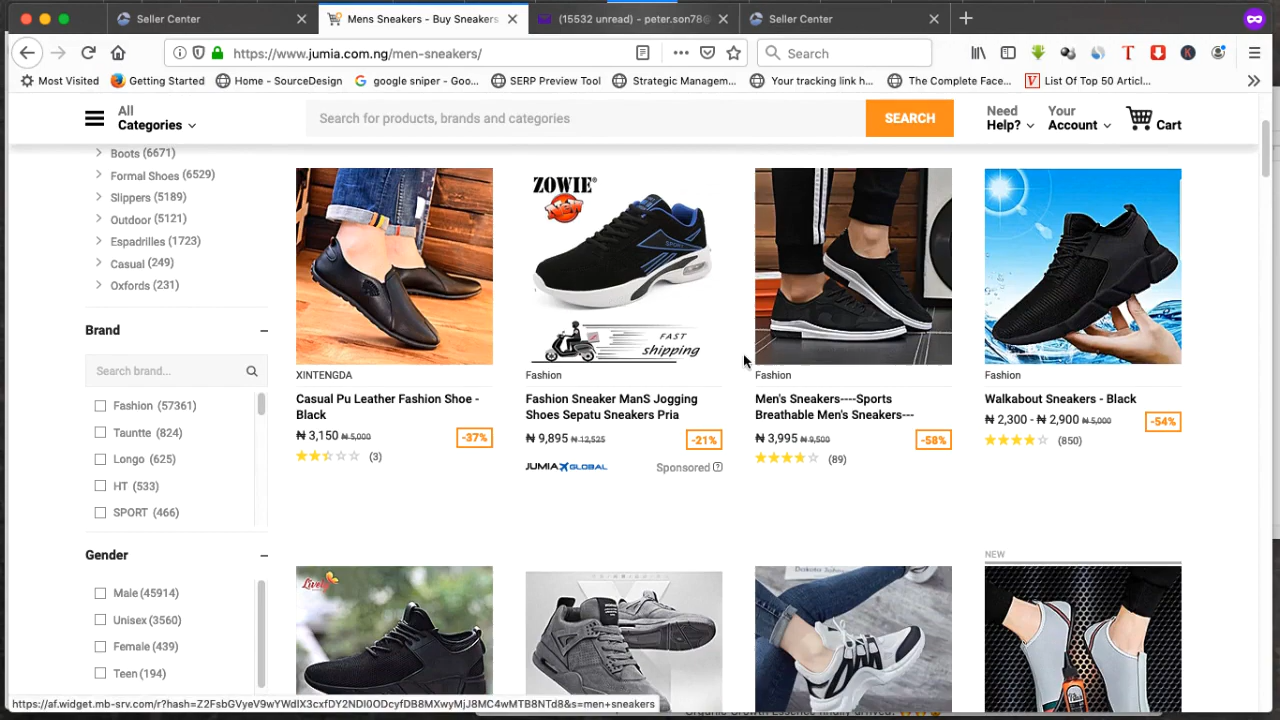 Seller Center
Mens Sneakers - Buy Sneakers
(15532 unread) - peter.son78@
Seller Center
https://www.jumia.com.ng/men-sneakers/
Search
Most Visited
Getting Started
Home - SourceDesign
google sniper - Goo...
SERP Preview Tool
Strategic Managem...
Your tracking link h...
The Complete Face...
List Of Top 50 Articl...
All
Categories
Search for products, brands and categories
SEARCH
Need
Help?
Your
Account
Cart
Boots (6671)
Formal Shoes (6529)
Slippers (5189)
Outdoor (5121)
Espadrilles (1723)
Casual (249)
Oxfords (231)
Brand
Search brand...
Fashion (57361)
Tauntte (824)
Longo (625)
HT (533)
SPORT (466)
Gender
Male (45914)
Unisex (3560)
Female (439)
Teen (194)
XINTENGDA
Casual Pu Leather Fashion Shoe -
Black
₦ 3,150 ₦ 5,000
-37%
(3)
ZOWIE®
SPORT
FAST
shipping
Fashion
Fashion Sneaker ManS Jogging
Shoes Sepatu Sneakers Pria
₦ 9,895 ₦ 12,525
-21%
JUMIA GLOBAL
Sponsored
Fashion
Men's Sneakers----Sports
Breathable Men's Sneakers---
₦ 3,995 ₦ 9,500
-58%
(89)
Fashion
Walkabout Sneakers - Black
₦ 2,300 - ₦ 2,900 ₦ 5,000
-54%
(850)
NEW
Lively
https://af.widget.mb-srv.com/r?hash=Z2FsbGVyeV9wYWdlX3cxfDY2NDI0ODcyfDB8MXwyMjJ8MC4wMTB8NTd8&s=men+sneakers